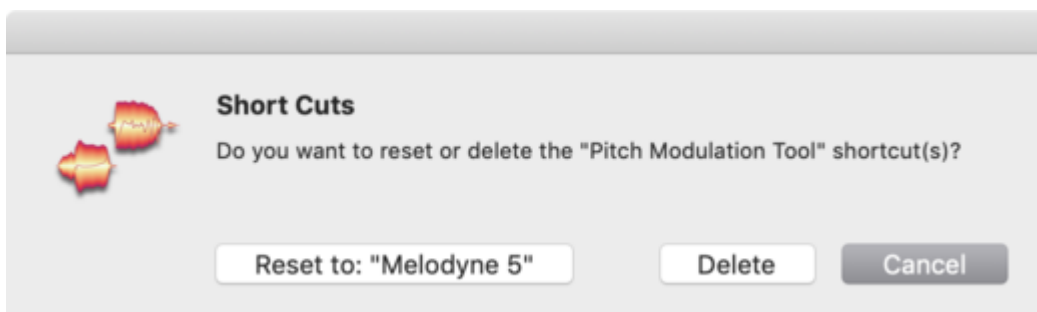 Short Cuts
Do you want to reset or delete the "Pitch Modulation Tool" shortcut(s)?
Reset to: "Melodyne 5" Delete Cancel